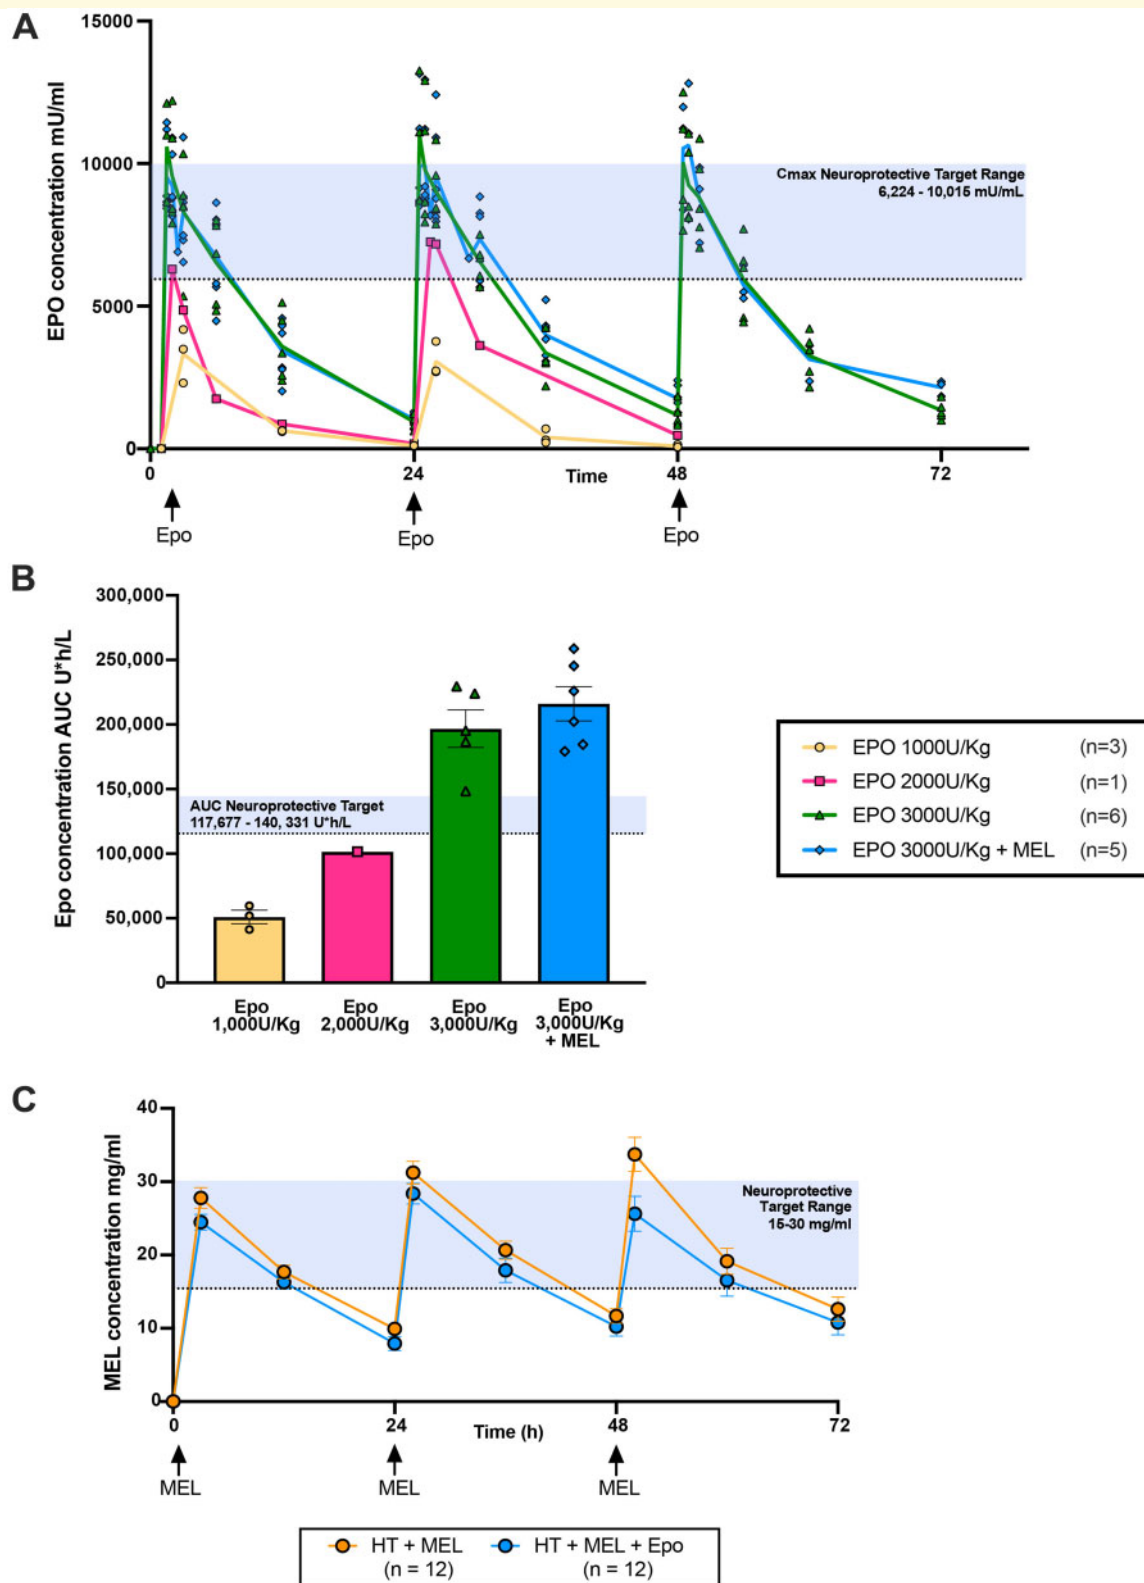 A
15000
10000
5000
0
EPO concentration mU/ml
Cmax Neuroprotective Target Range
6,224 - 10,015 mU/mL
0
24
Time
48
72
Epo
Epo
Epo
B
300,000
250,000
200,000
150,000
100,000
50,000
0
Epo concentration AUC U*h/L
AUC Neuroprotective Target
117,677 - 140, 331 U*h/L
Epo
1,000U/Kg
Epo
2,000U/Kg
Epo
3,000U/Kg
Epo
3,000U/Kg
+ MEL
EPO 1000U/Kg (n=3)
EPO 2000U/Kg (n=1)
EPO 3000U/Kg (n=6)
EPO 3000U/Kg + MEL (n=5)
C
40
30
20
10
0
MEL concentration mg/ml
Neuroprotective
Target Range
15-30 mg/ml
0
24
Time (h)
48
72
MEL
MEL
MEL
HT + MEL
(n = 12)
HT + MEL + Epo
(n = 12)